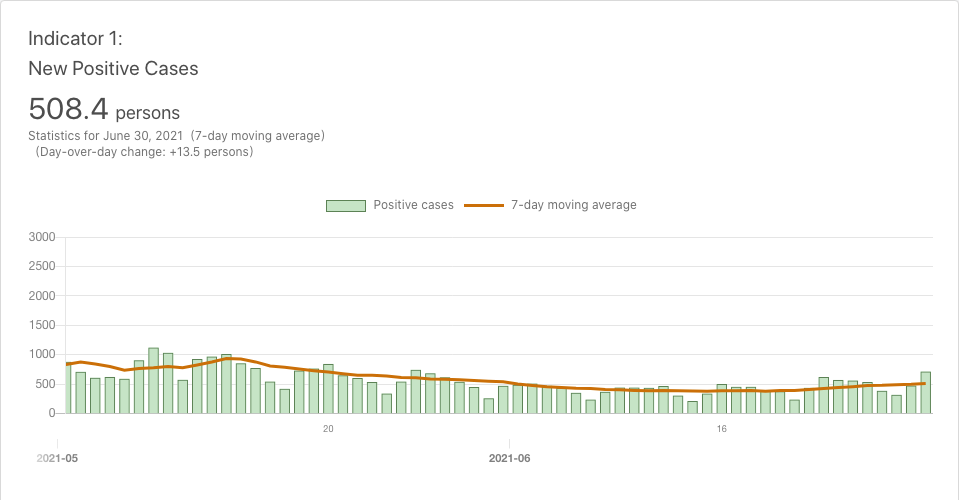 Indicator 1:
New Positive Cases
508.4 persons
Statistics for June 30, 2021 (7-day moving average)
(Day-over-day change: +13.5 persons)
Positive cases 7-day moving average
3000
2500
2000
1500
1000
500
0
20 16
2021-05 2021-06